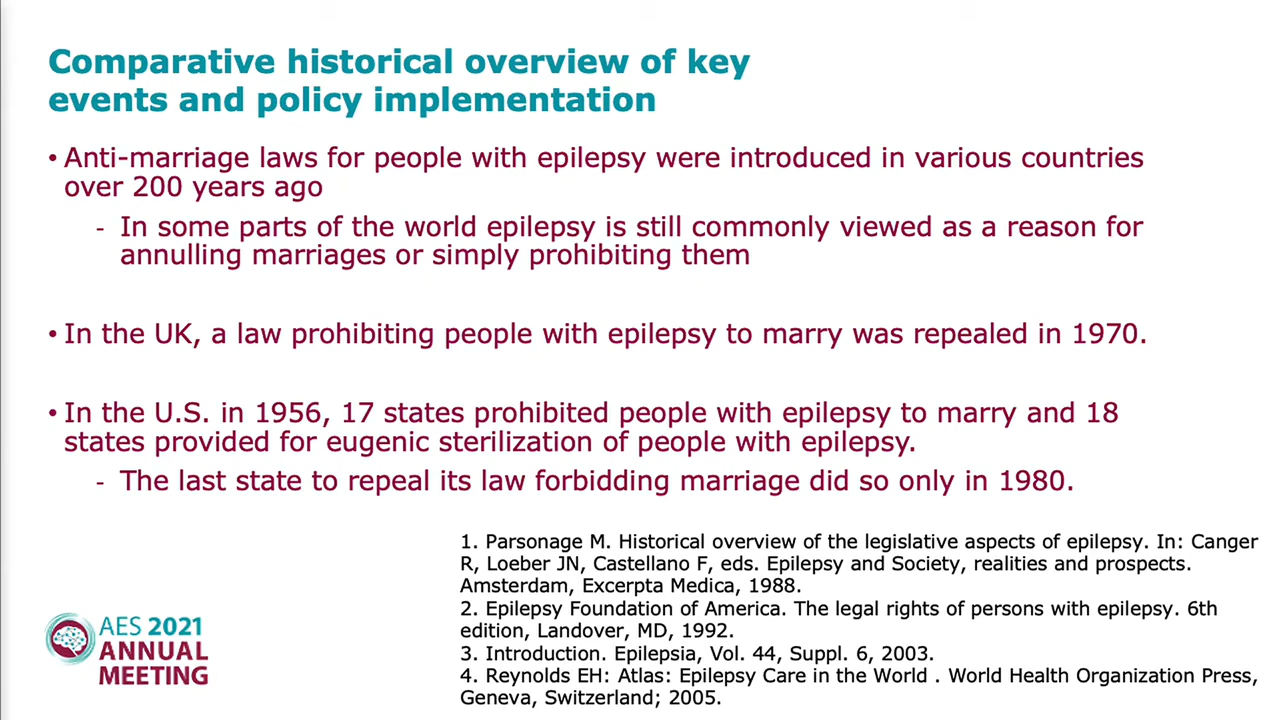 Comparative historical overview of key
events and policy implementation
• Anti-marriage laws for people with epilepsy were introduced in various countries
over 200 years ago
- In some parts of the world epilepsy is still commonly viewed as a reason for
annulling marriages or simply prohibiting them
• In the UK, a law prohibiting people with epilepsy to marry was repealed in 1970.
• In the U.S. in 1956, 17 states prohibited people with epilepsy to marry and 18
states provided for eugenic sterilization of people with epilepsy.
- The last state to repeal its law forbidding marriage did so only in 1980.
1. Parsonage M. Historical overview of the legislative aspects of epilepsy. In: Canger
R, Loeber JN, Castellano F, eds. Epilepsy and Society, realities and prospects.
Amsterdam, Excerpta Medica, 1988.
2. Epilepsy Foundation of America. The legal rights of persons with epilepsy. 6th
edition, Landover, MD, 1992.
3. Introduction. Epilepsia, Vol. 44, Suppl. 6, 2003.
4. Reynolds EH: Atlas: Epilepsy Care in the World . World Health Organization Press,
Geneva, Switzerland; 2005.
AES 2021
ANNUAL
MEETING